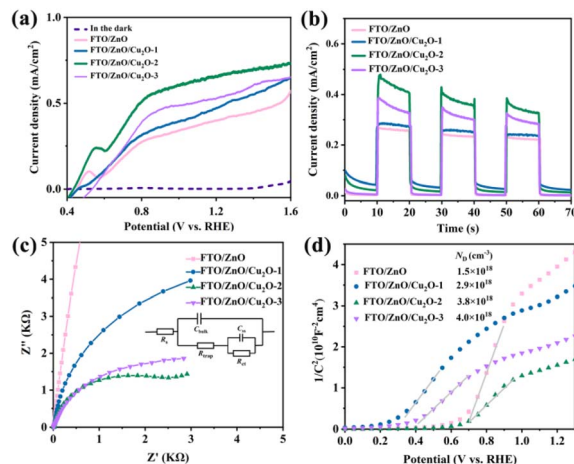 (a)
In the dark
FTO/ZnO
FTO/ZnO/Cu₂O-1
FTO/ZnO/Cu₂O-2
FTO/ZnO/Cu₂O-3
1.0
0.5
0.0
Current density (mA/cm²)
0.4 0.8 1.2 1.6
Potential (V vs. RHE)
(b)
FTO/ZnO
FTO/ZnO/Cu₂O-1
FTO/ZnO/Cu₂O-2
FTO/ZnO/Cu₂O-3
0.8
0.6
0.4
0.2
0.0
Current density (mA/cm²)
0 10 20 30 40 50 60 70
Time (s)
(c)
FTO/ZnO
FTO/ZnO/Cu₂O-1
FTO/ZnO/Cu₂O-2
FTO/ZnO/Cu₂O-3
Cbulk
Css
Rs
Rtrap
Rct
5
4
3
2
1
0
Z" (KΩ)
0 1 2 3 4 5
Z' (KΩ)
(d)
N_D (cm⁻³)
FTO/ZnO 1.5×10¹⁸
FTO/ZnO/Cu₂O-1 2.9×10¹⁸
FTO/ZnO/Cu₂O-2 3.8×10¹⁸
FTO/ZnO/Cu₂O-3 4.0×10¹⁸
4
3
2
1
0
1/C²(10¹⁰F⁻²cm⁴)
0.0 0.2 0.4 0.6 0.8 1.0 1.2
Potential (V vs. RHE)